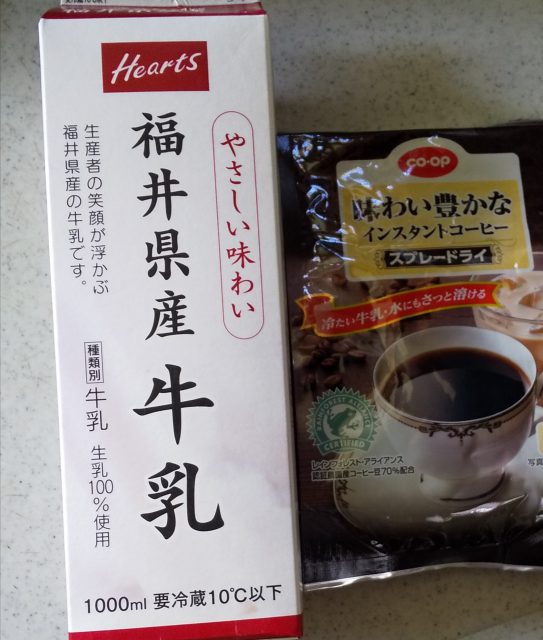 Hearts
やさしい味わい
福井県産牛乳
生産者の笑顔が浮かぶ
福井県産の牛乳です。
種類別 牛乳 生乳100%使用
1000ml 要冷蔵10℃以下
co-op
味わい豊かな
インスタントコーヒー
スプレードライ
冷たい牛乳・水にもさっと溶ける
RAINFOREST ALLIANCE
CERTIFIED
レインフォレスト・アライアンス
認証農園産コーヒー豆70%配合
写真